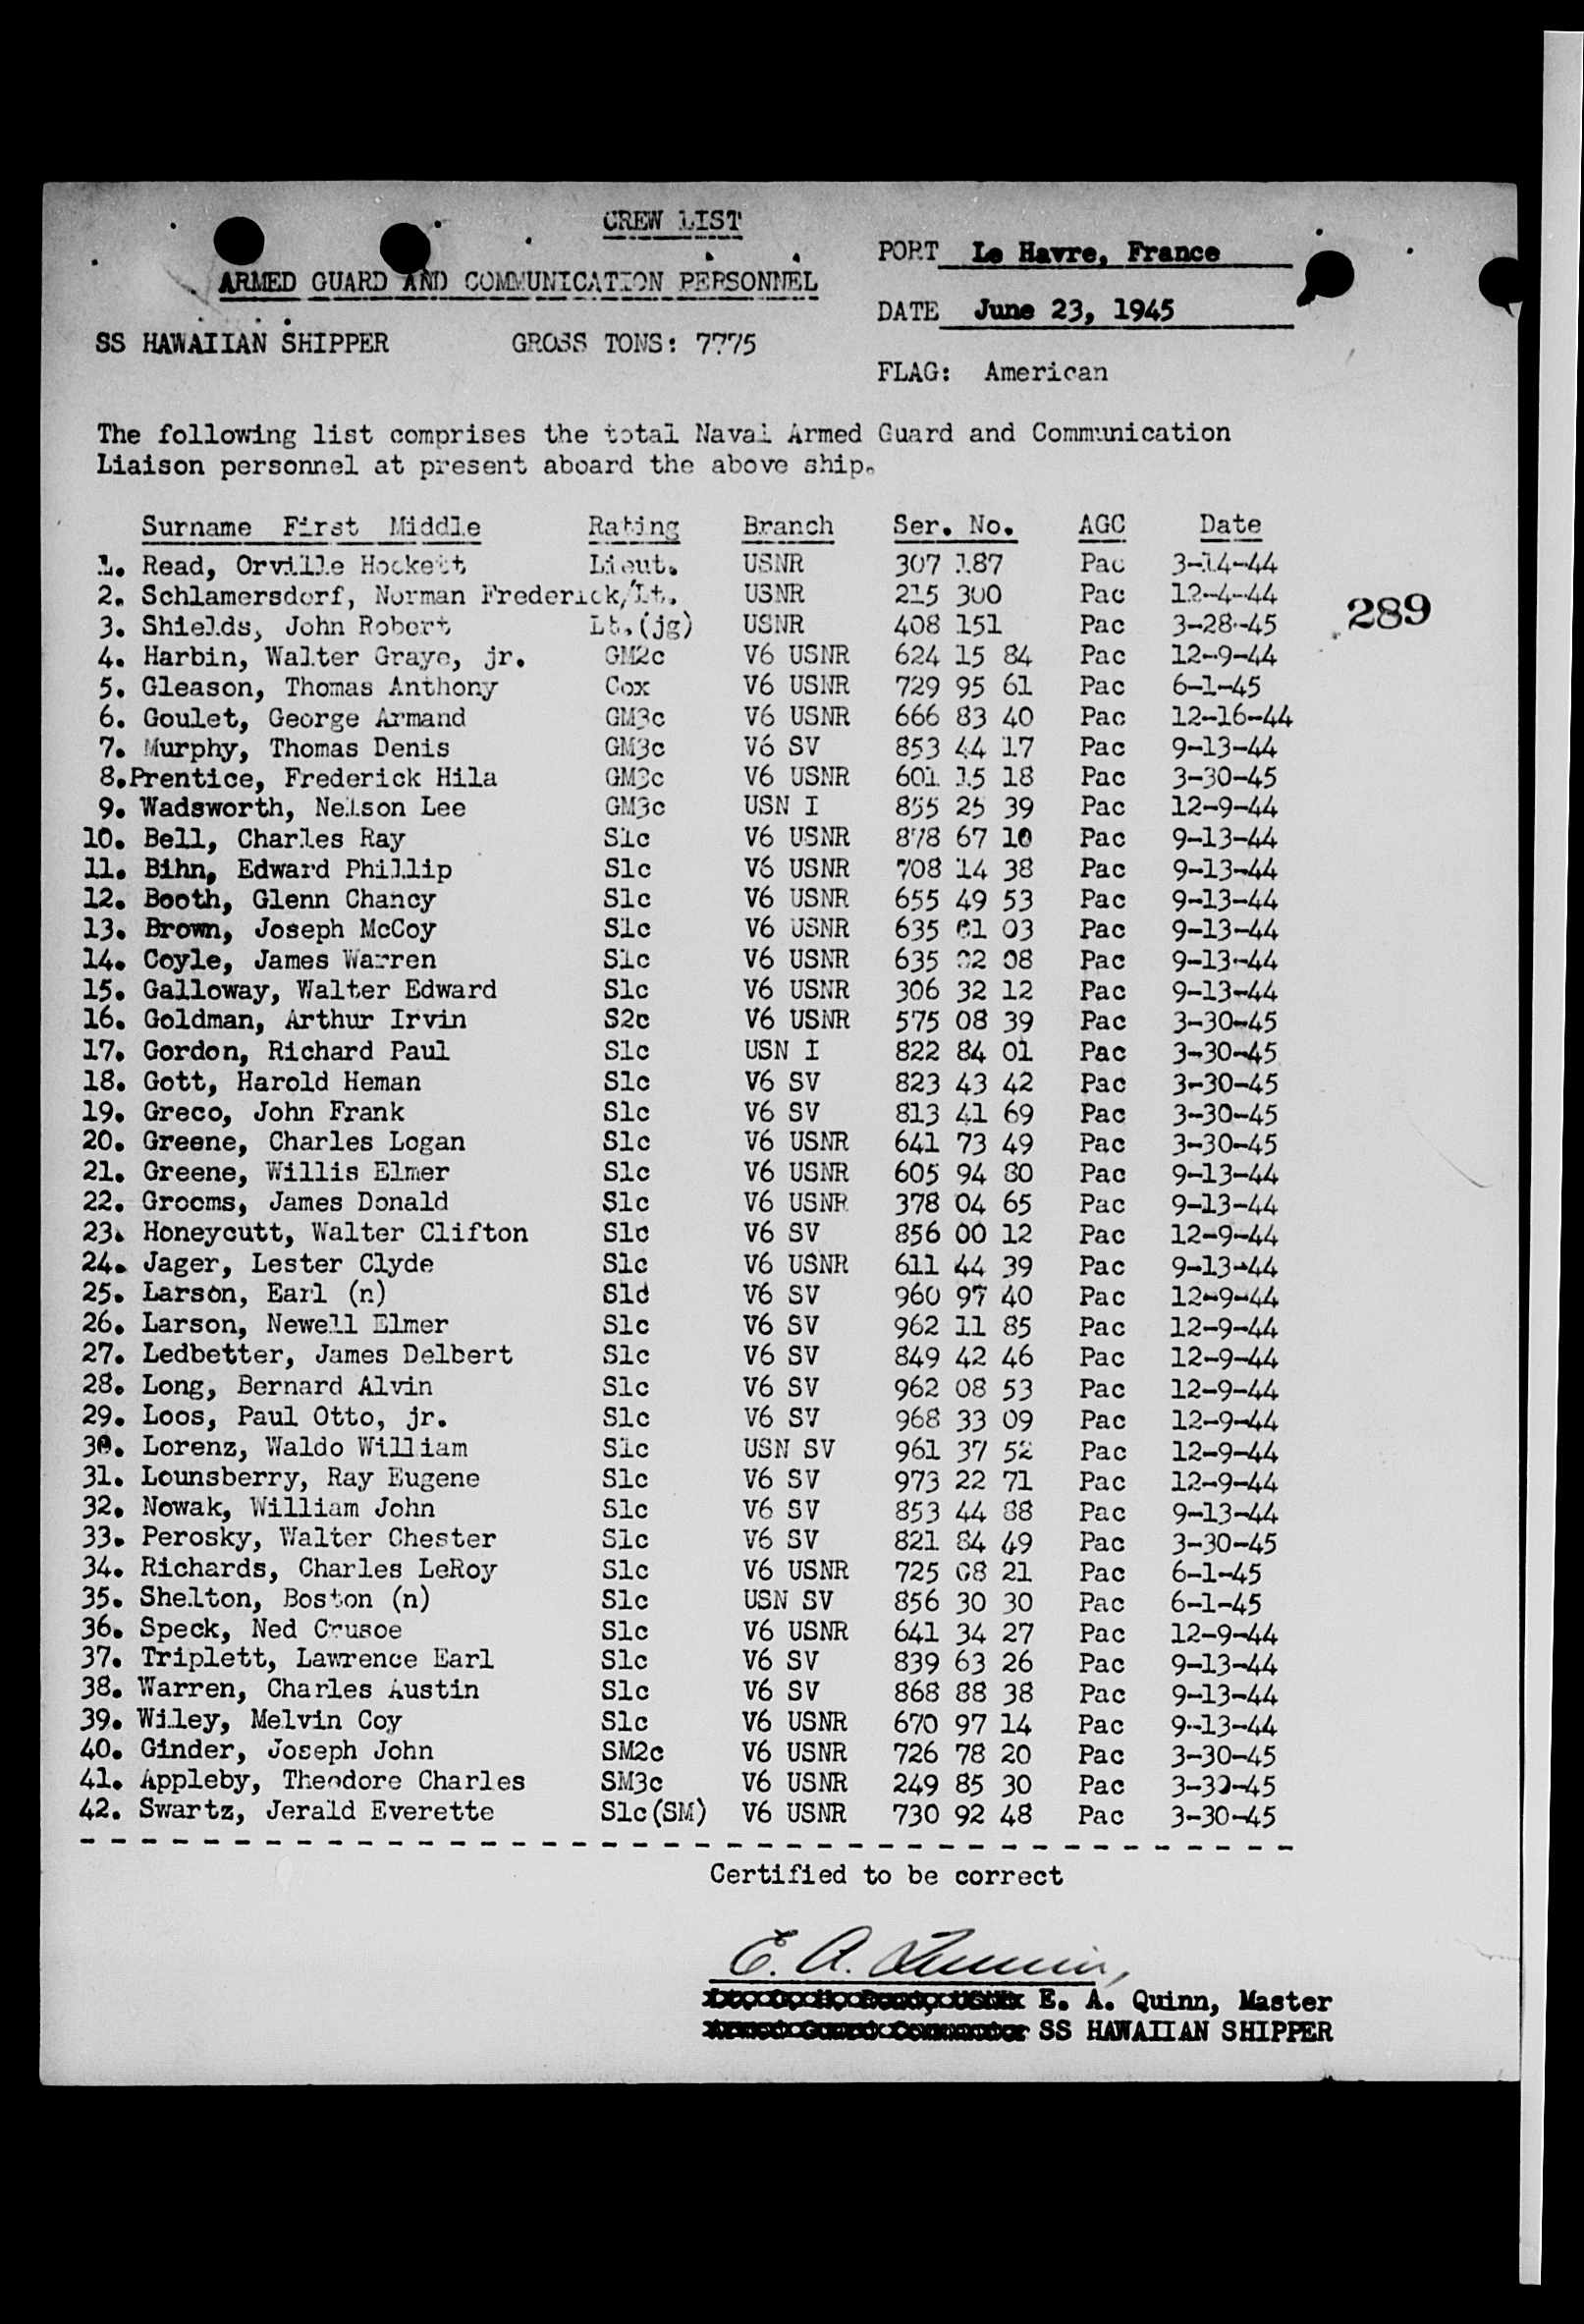 CREW LIST
ARMED GUARD AND COMMUNICATION PERSONNEL
PORT Le Havre, France
DATE June 23, 1945
SS HAWAIIAN SHIPPER GROSS TONS: 7775
FLAG: American
The following list comprises the total Naval Armed Guard and Communication
Liaison personnel at present aboard the above ship.
Surname First Middle Rating Branch Ser. No. AGC Date
1. Read, Orville Hockett Lieut. USNR 307 187 Pac 3-14-44
2. Schlamersdorf, Norman Frederick/Lt. USNR 215 300 Pac 12-4-44
289
3. Shields, John Robert Lt.(jg) USNR 408 151 Pac 3-28-45
4. Harbin, Walter Graye, jr. GM2c V6 USNR 624 15 84 Pac 12-9-44
5. Gleason, Thomas Anthony Cox V6 USNR 729 95 61 Pac 6-1-45
6. Goulet, George Armand GM3c V6 USNR 666 83 40 Pac 12-16-44
7. Murphy, Thomas Denis GM3c V6 SV 853 44 17 Pac 9-13-44
8.Prentice, Frederick Hila GM3c V6 USNR 601 15 18 Pac 3-30-45
9. Wadsworth, Nelson Lee GM3c USN I 855 25 39 Pac 12-9-44
10. Bell, Charles Ray S1c V6 USNR 878 67 10 Pac 9-13-44
11. Bihn, Edward Phillip S1c V6 USNR 708 14 38 Pac 9-13-44
12. Booth, Glenn Chancy S1c V6 USNR 655 49 53 Pac 9-13-44
13. Brown, Joseph McCoy S1c V6 USNR 635 01 03 Pac 9-13-44
14. Coyle, James Warren S1c V6 USNR 635 02 08 Pac 9-13-44
15. Galloway, Walter Edward S1c V6 USNR 306 32 12 Pac 9-13-44
16. Goldman, Arthur Irvin S2c V6 USNR 575 08 39 Pac 3-30-45
17. Gordon, Richard Paul S1c USN I 822 84 01 Pac 3-30-45
18. Gott, Harold Heman S1c V6 SV 823 43 42 Pac 3-30-45
19. Greco, John Frank S1c V6 SV 813 41 69 Pac 3-30-45
20. Greene, Charles Logan S1c V6 USNR 641 73 49 Pac 3-30-45
21. Greene, Willis Elmer S1c V6 USNR 605 94 80 Pac 9-13-44
22. Grooms, James Donald S1c V6 USNR 378 04 65 Pac 9-13-44
23. Honeycutt, Walter Clifton S1c V6 SV 856 00 12 Pac 12-9-44
24. Jager, Lester Clyde S1c V6 USNR 611 44 39 Pac 9-13-44
25. Larson, Earl (n) S1d V6 SV 960 97 40 Pac 12-9-44
26. Larson, Newell Elmer S1c V6 SV 962 11 85 Pac 12-9-44
27. Ledbetter, James Delbert S1c V6 SV 849 42 46 Pac 12-9-44
28. Long, Bernard Alvin S1c V6 SV 962 08 53 Pac 12-9-44
29. Loos, Paul Otto, jr. S1c V6 SV 968 33 09 Pac 12-9-44
30. Lorenz, Waldo William S1c USN SV 961 37 52 Pac 12-9-44
31. Lounsberry, Ray Eugene S1c V6 SV 973 22 71 Pac 12-9-44
32. Nowak, William John S1c V6 SV 853 44 88 Pac 9-13-44
33. Perosky, Walter Chester S1c V6 SV 821 84 49 Pac 3-30-45
34. Richards, Charles LeRoy S1c V6 USNR 725 08 21 Pac 6-1-45
35. Shelton, Boston (n) S1c USN SV 856 30 30 Pac 6-1-45
36. Speck, Ned Crusoe S1c V6 USNR 641 34 27 Pac 12-9-44
37. Triplett, Lawrence Earl S1c V6 SV 839 63 26 Pac 9-13-44
38. Warren, Charles Austin S1c V6 SV 868 88 38 Pac 9-13-44
39. Wiley, Melvin Coy S1c V6 USNR 670 97 14 Pac 9-13-44
40. Ginder, Joseph John SM2c V6 USNR 726 78 20 Pac 3-30-45
41. Appleby, Theodore Charles SM3c V6 USNR 249 85 30 Pac 3-30-45
42. Swartz, Jerald Everette S1c(SM) V6 USNR 730 92 48 Pac 3-30-45
Certified to be correct
E. A. Quinn,
E. A. Quinn, Master
Armed Guard Commander SS HAWAIIAN SHIPPER